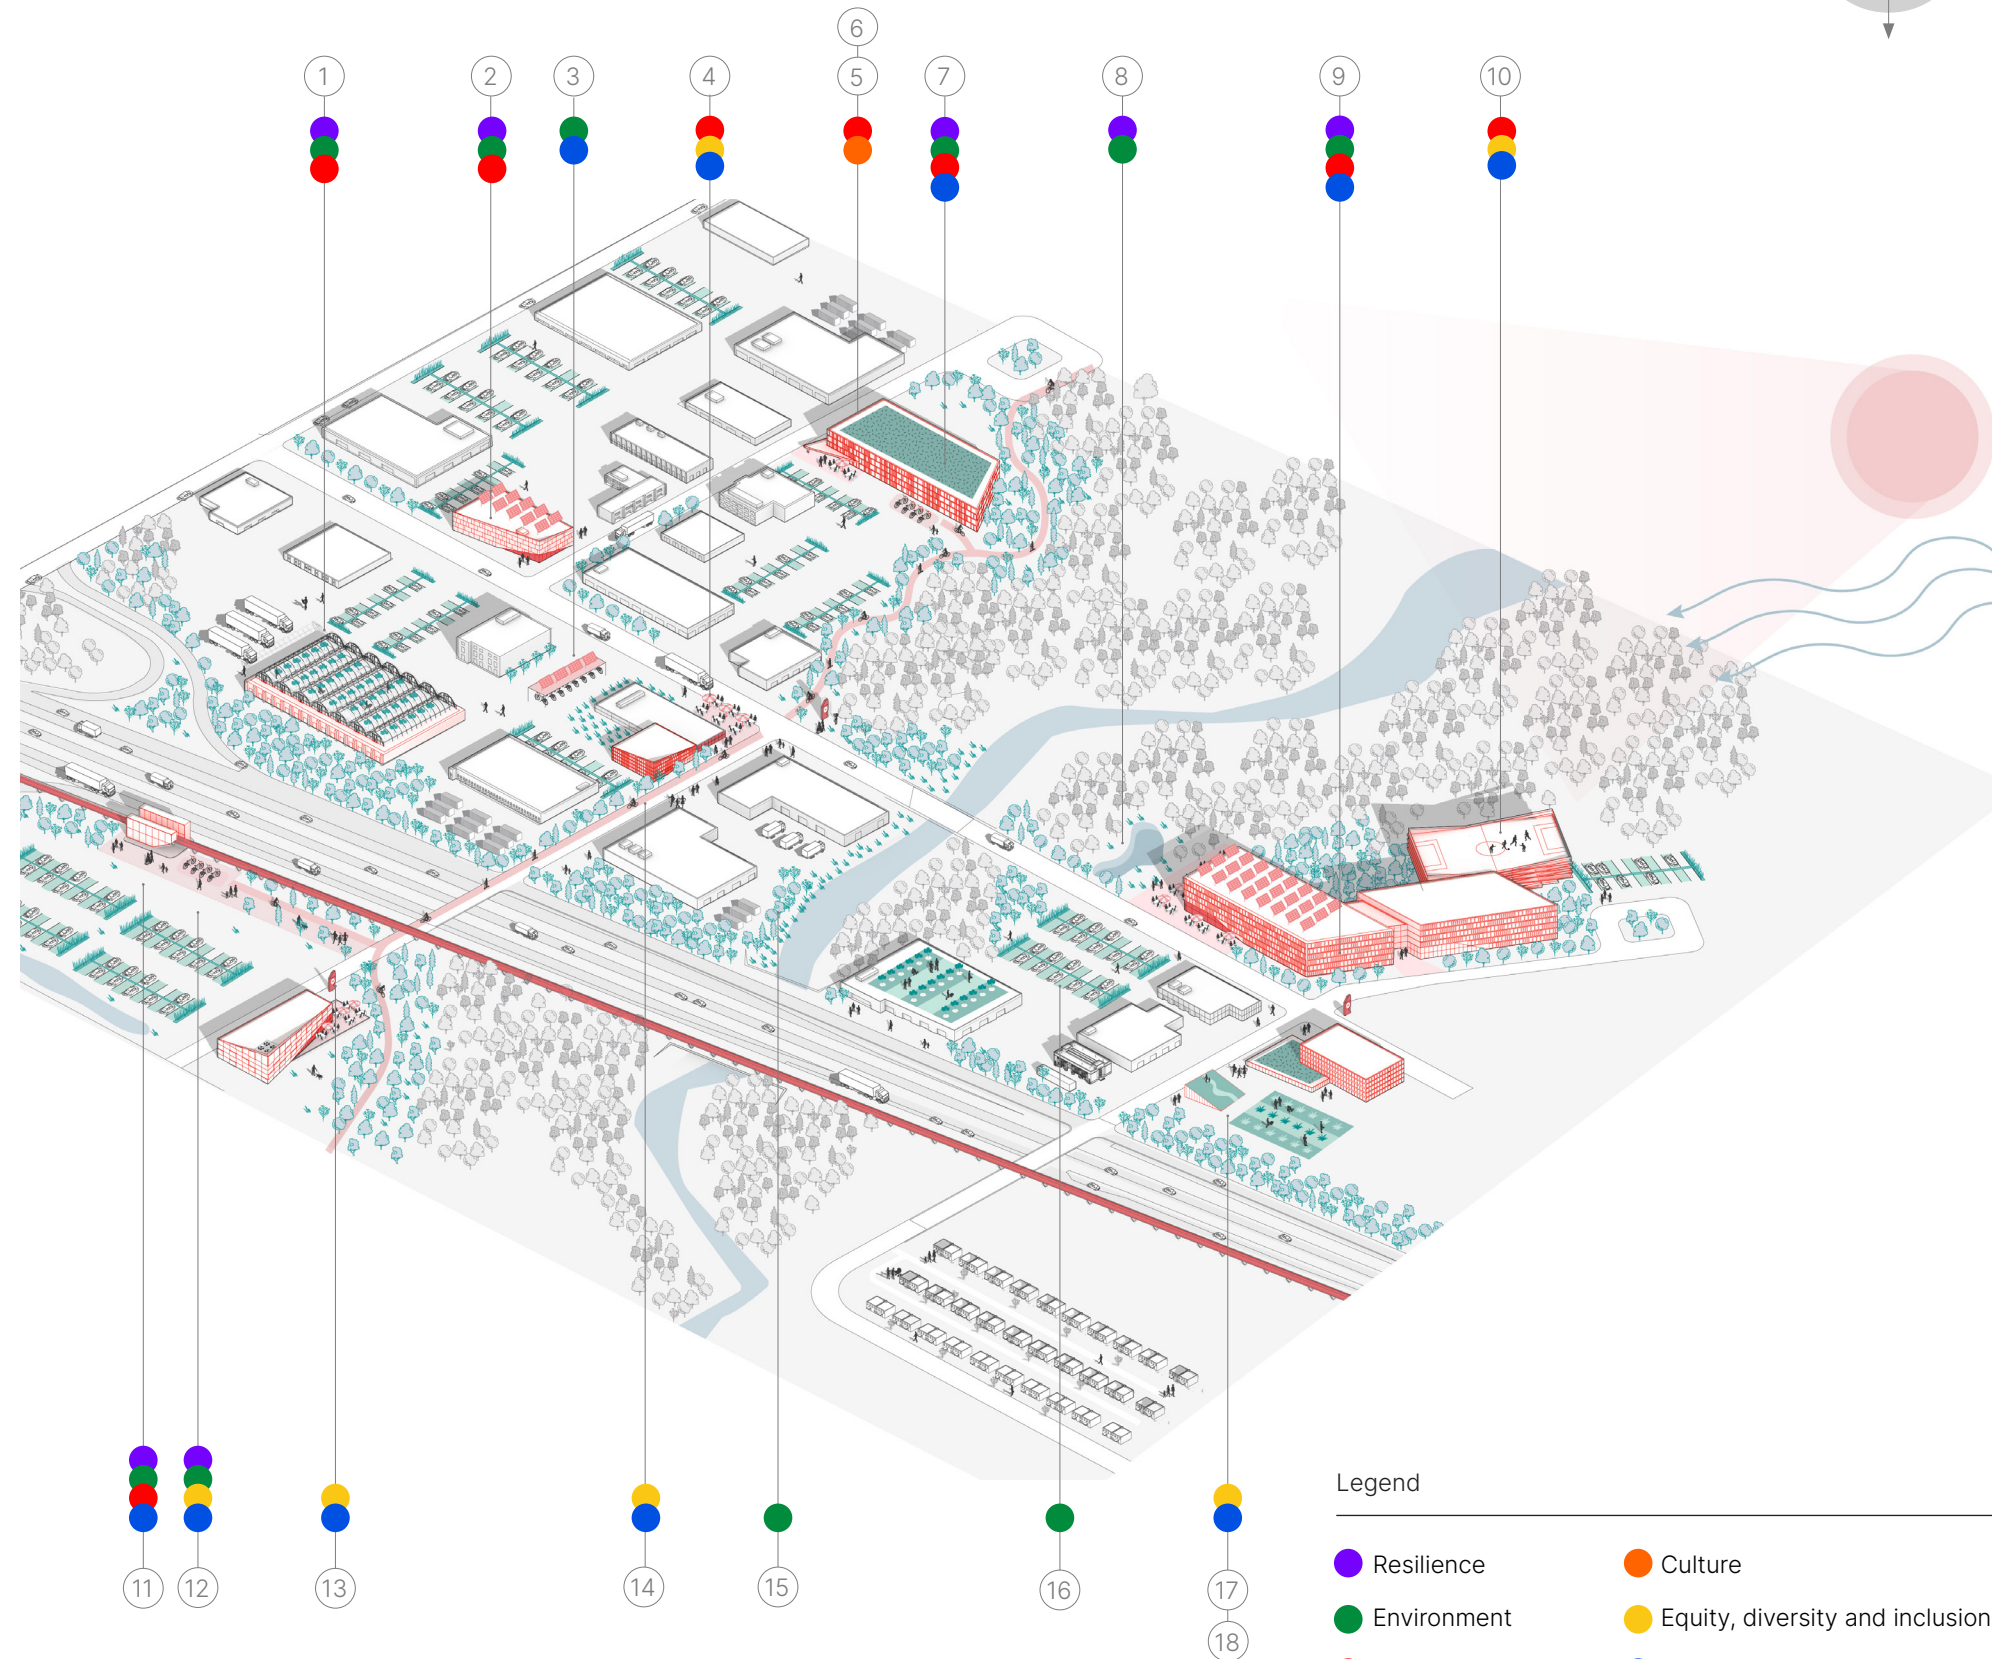 6
1 2 3 4 5 7 8 9 10
11 12 13 14 15 16 17
18
Legend
Resilience Culture
Environment Equity, diversity and inclusion